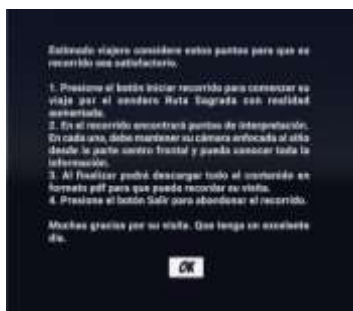 Estimado viajero considere estos puntos para que su
recorrido sea satisfactorio.
1. Presione el botón iniciar recorrido para comenzar su
viaje por el sendero Ruta Sagrada con realidad
aumentada.
2. En el recorrido encontrará puntos de interpretación.
En cada uno, debe mantener su cámara enfocada al sitio
desde la parte centro frontal y pueda conocer toda la
información.
3. Al finalizar podrá descargar todo el contenido en
formato pdf para que pueda recordar su visita.
4. Presione el botón Salir para abandonar el recorrido.
Muchas gracias por su visita. Que tenga un excelente
día.
OK